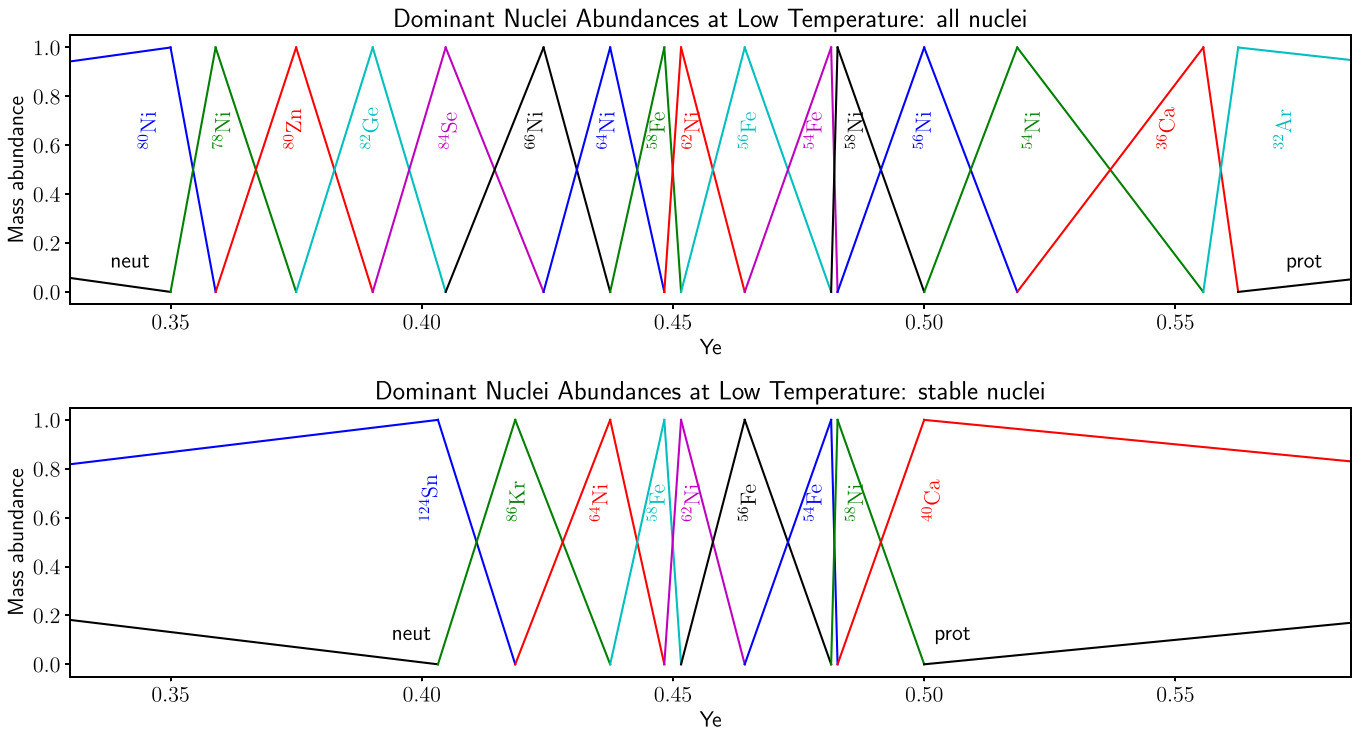 Dominant Nuclei Abundances at Low Temperature: all nuclei
Mass abundance
1.0
0.8
0.6
0.4
0.2
0.0
⁸⁰Ni
⁷⁸Ni
⁸⁰Zn
⁸²Ge
⁸⁴Se
⁶⁶Ni
⁶⁴Ni
⁵⁸Fe
⁶²Ni
⁵⁶Fe
⁵⁴Fe
⁵⁸Ni
⁵⁶Ni
⁵⁴Ni
³⁶Ca
³²Ar
neut
prot
0.35 0.40 0.45 0.50 0.55
Ye
Dominant Nuclei Abundances at Low Temperature: stable nuclei
Mass abundance
1.0
0.8
0.6
0.4
0.2
0.0
¹²⁴Sn
⁸⁶Kr
⁶⁴Ni
⁵⁸Fe
⁶²Ni
⁵⁶Fe
⁵⁴Fe
⁵⁸Ni
⁴⁰Ca
neut
prot
0.35 0.40 0.45 0.50 0.55
Ye